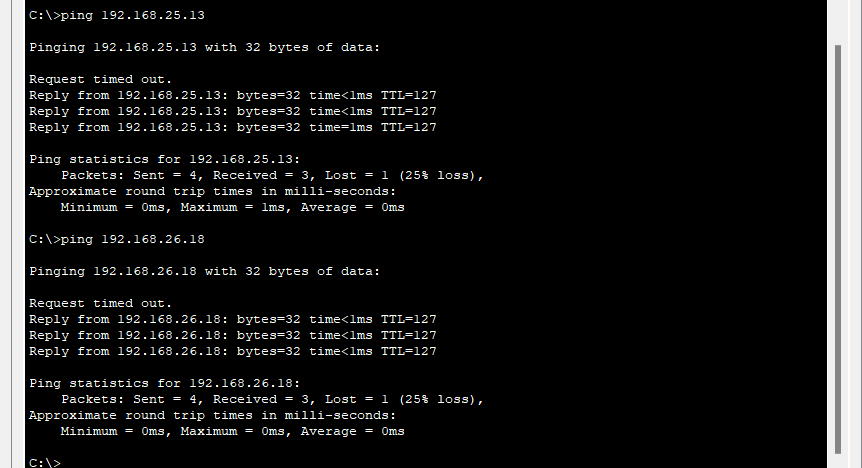 C:\>ping 192.168.25.13
Pinging 192.168.25.13 with 32 bytes of data:
Request timed out.
Reply from 192.168.25.13: bytes=32 time<1ms TTL=127
Reply from 192.168.25.13: bytes=32 time<1ms TTL=127
Reply from 192.168.25.13: bytes=32 time=1ms TTL=127
Ping statistics for 192.168.25.13:
    Packets: Sent = 4, Received = 3, Lost = 1 (25% loss),
Approximate round trip times in milli-seconds:
    Minimum = 0ms, Maximum = 1ms, Average = 0ms
C:\>ping 192.168.26.18
Pinging 192.168.26.18 with 32 bytes of data:
Request timed out.
Reply from 192.168.26.18: bytes=32 time<1ms TTL=127
Reply from 192.168.26.18: bytes=32 time<1ms TTL=127
Reply from 192.168.26.18: bytes=32 time<1ms TTL=127
Ping statistics for 192.168.26.18:
    Packets: Sent = 4, Received = 3, Lost = 1 (25% loss),
Approximate round trip times in milli-seconds:
    Minimum = 0ms, Maximum = 0ms, Average = 0ms
C:\>